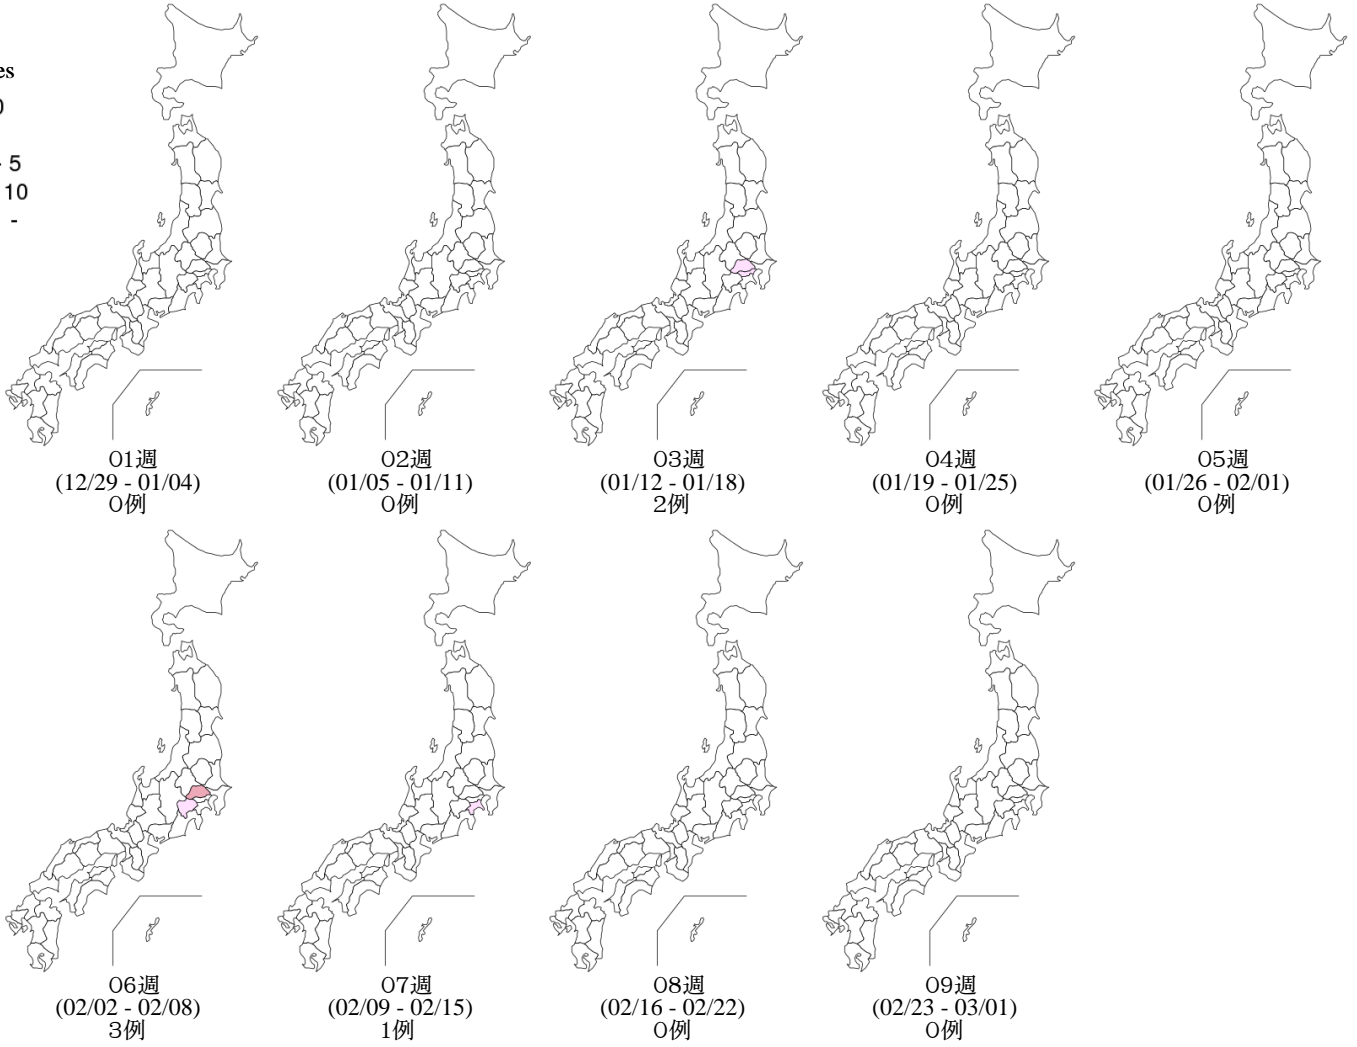 es
0
- 5
10
-
01週
(12/29 - 01/04)
0例
02週
(01/05 - 01/11)
0例
03週
(01/12 - 01/18)
2例
04週
(01/19 - 01/25)
0例
05週
(01/26 - 02/01)
0例
06週
(02/02 - 02/08)
3例
07週
(02/09 - 02/15)
1例
08週
(02/16 - 02/22)
0例
09週
(02/23 - 03/01)
0例